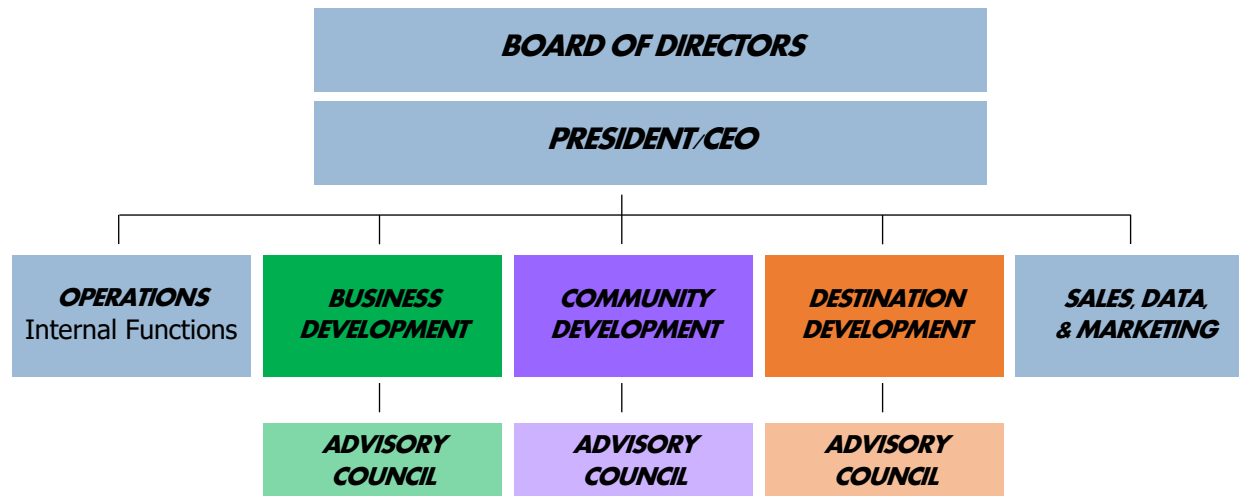 BOARD OF DIRECTORS
PRESIDENT/CEO
OPERATIONS
Internal Functions
BUSINESS
DEVELOPMENT
COMMUNITY
DEVELOPMENT
DESTINATION
DEVELOPMENT
SALES, DATA,
& MARKETING
ADVISORY
COUNCIL
ADVISORY
COUNCIL
ADVISORY
COUNCIL